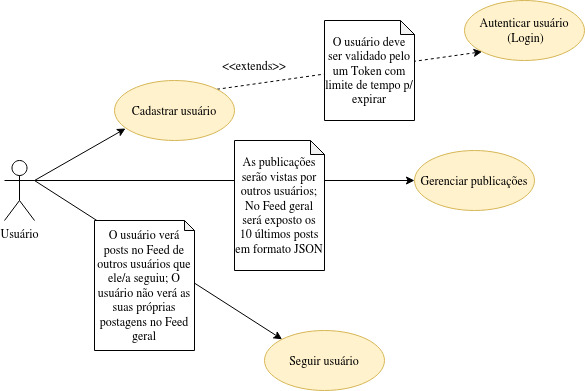 Autenticar usuário
(Login)
O usuário deve
ser validado pelo
um Token com
limite de tempo p/
expirar
<<extends>>
Cadastrar usuário
As publicações
serão vistas por
outros usuários;
No Feed geral
será exposto os
10 últimos posts
em formato JSON
Gerenciar publicações
Usuário
O usuário verá
posts no Feed de
outros usuários que
ele/a seguiu; O
usuário não verá as
suas próprias
postagens no Feed
geral
Seguir usuário